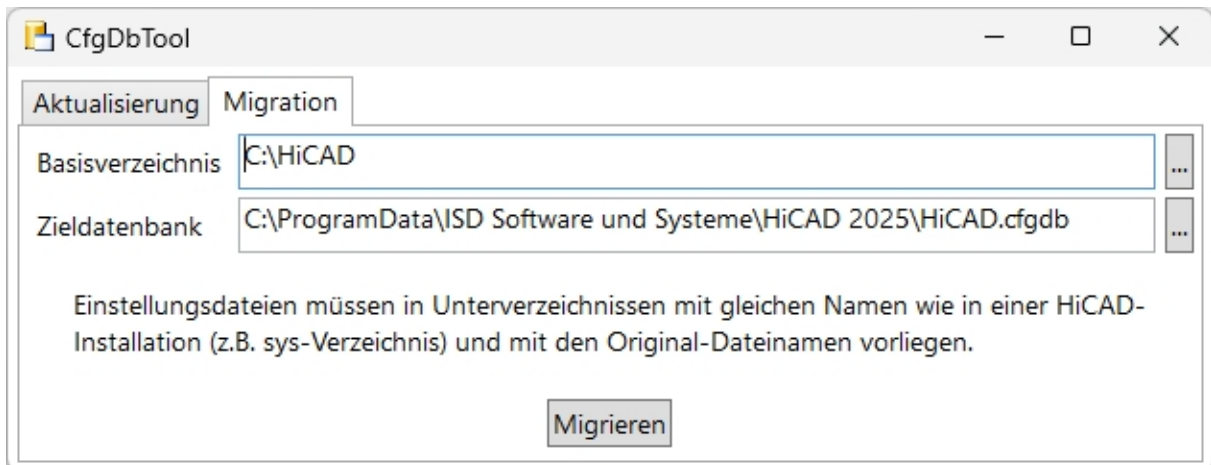 CfgDbTool
Aktualisierung Migration
Basisverzeichnis C:\HiCAD ...
Zieldatenbank C:\ProgramData\ISD Software und Systeme\HiCAD 2025\HiCAD.cfgdb ...
Einstellungsdateien müssen in Unterverzeichnissen mit gleichen Namen wie in einer HiCAD-
Installation (z.B. sys-Verzeichnis) und mit den Original-Dateinamen vorliegen.
Migrieren